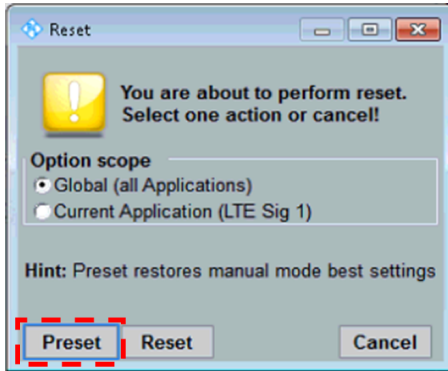 Reset
You are about to perform reset.
Select one action or cancel!
Option scope
Global (all Applications)
Current Application (LTE Sig 1)
Hint: Preset restores manual mode best settings
Preset Reset Cancel